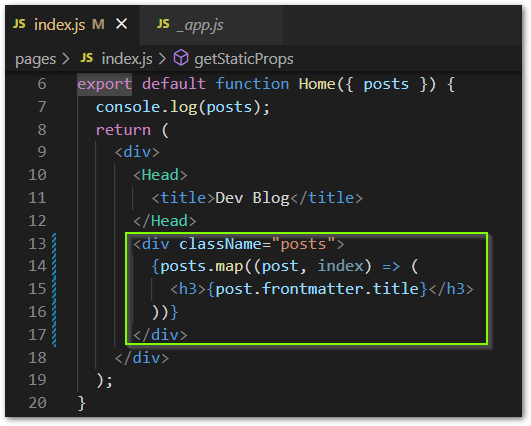 JS index.js M JS _app.js
pages > JS index.js > getStaticProps
6 export default function Home({ posts }) {
7   console.log(posts);
8   return (
9     <div>
10       <Head>
11         <title>Dev Blog</title>
12       </Head>
13       <div className="posts">
14         {posts.map((post, index) => (
15           <h3>{post.frontmatter.title}</h3>
16         ))}
17       </div>
18     </div>
19   );
20 }